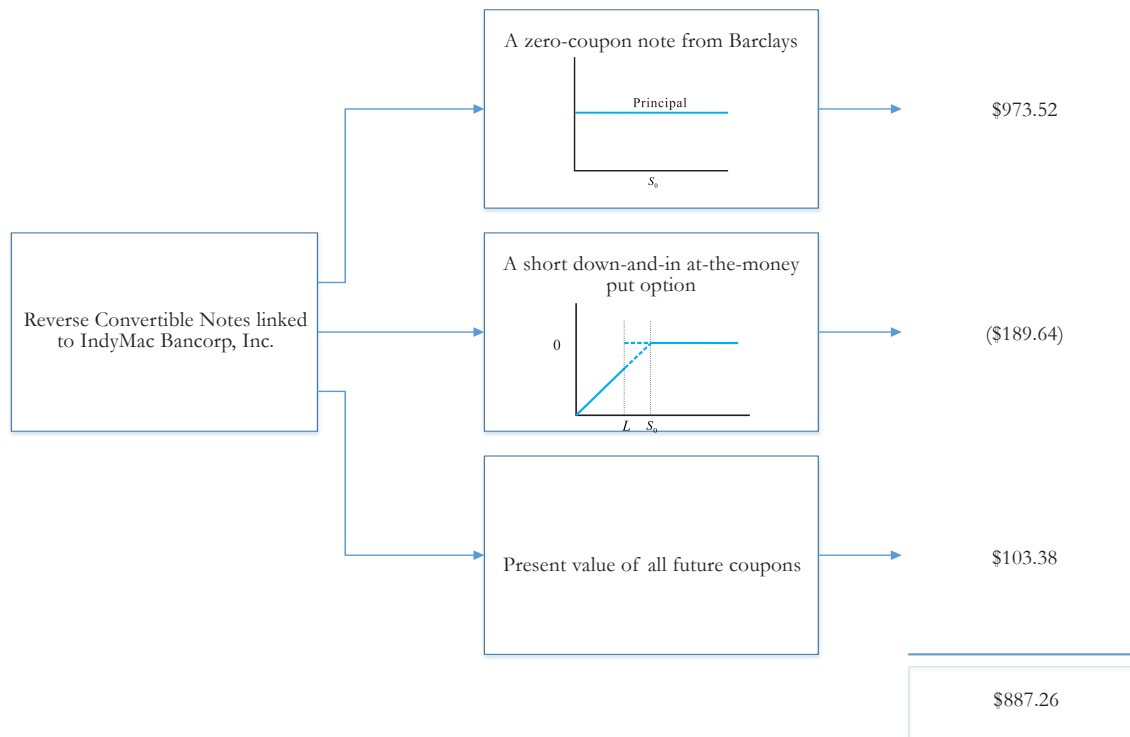 A zero-coupon note from Barclays
Principal
S₀
$973.52
Reverse Convertible Notes linked
to IndyMac Bancorp, Inc.
A short down-and-in at-the-money
put option
0
L S₀
($189.64)
Present value of all future coupons
$103.38
$887.26